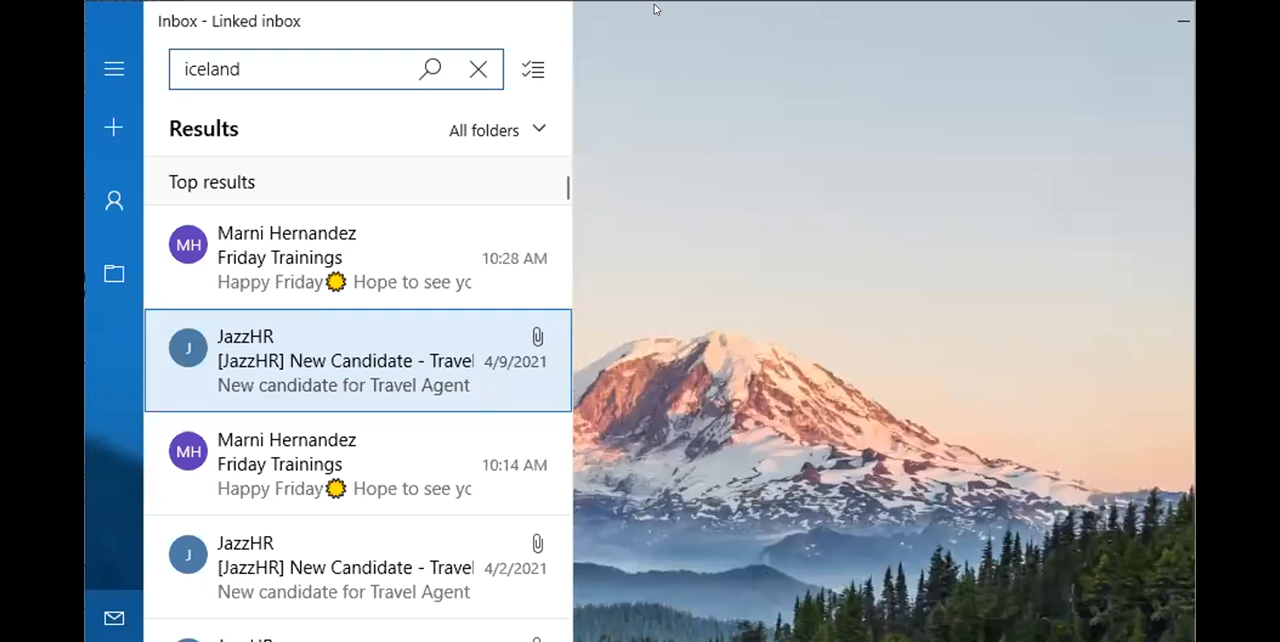 Inbox - Linked inbox
iceland
Results
All folders
Top results
MH
Marni Hernandez
Friday Trainings
10:28 AM
Happy Friday Hope to see yo
J
JazzHR
[JazzHR] New Candidate - Travel
4/9/2021
New candidate for Travel Agent
MH
Marni Hernandez
Friday Trainings
10:14 AM
Happy Friday Hope to see yo
J
JazzHR
[JazzHR] New Candidate - Travel
4/2/2021
New candidate for Travel Agent